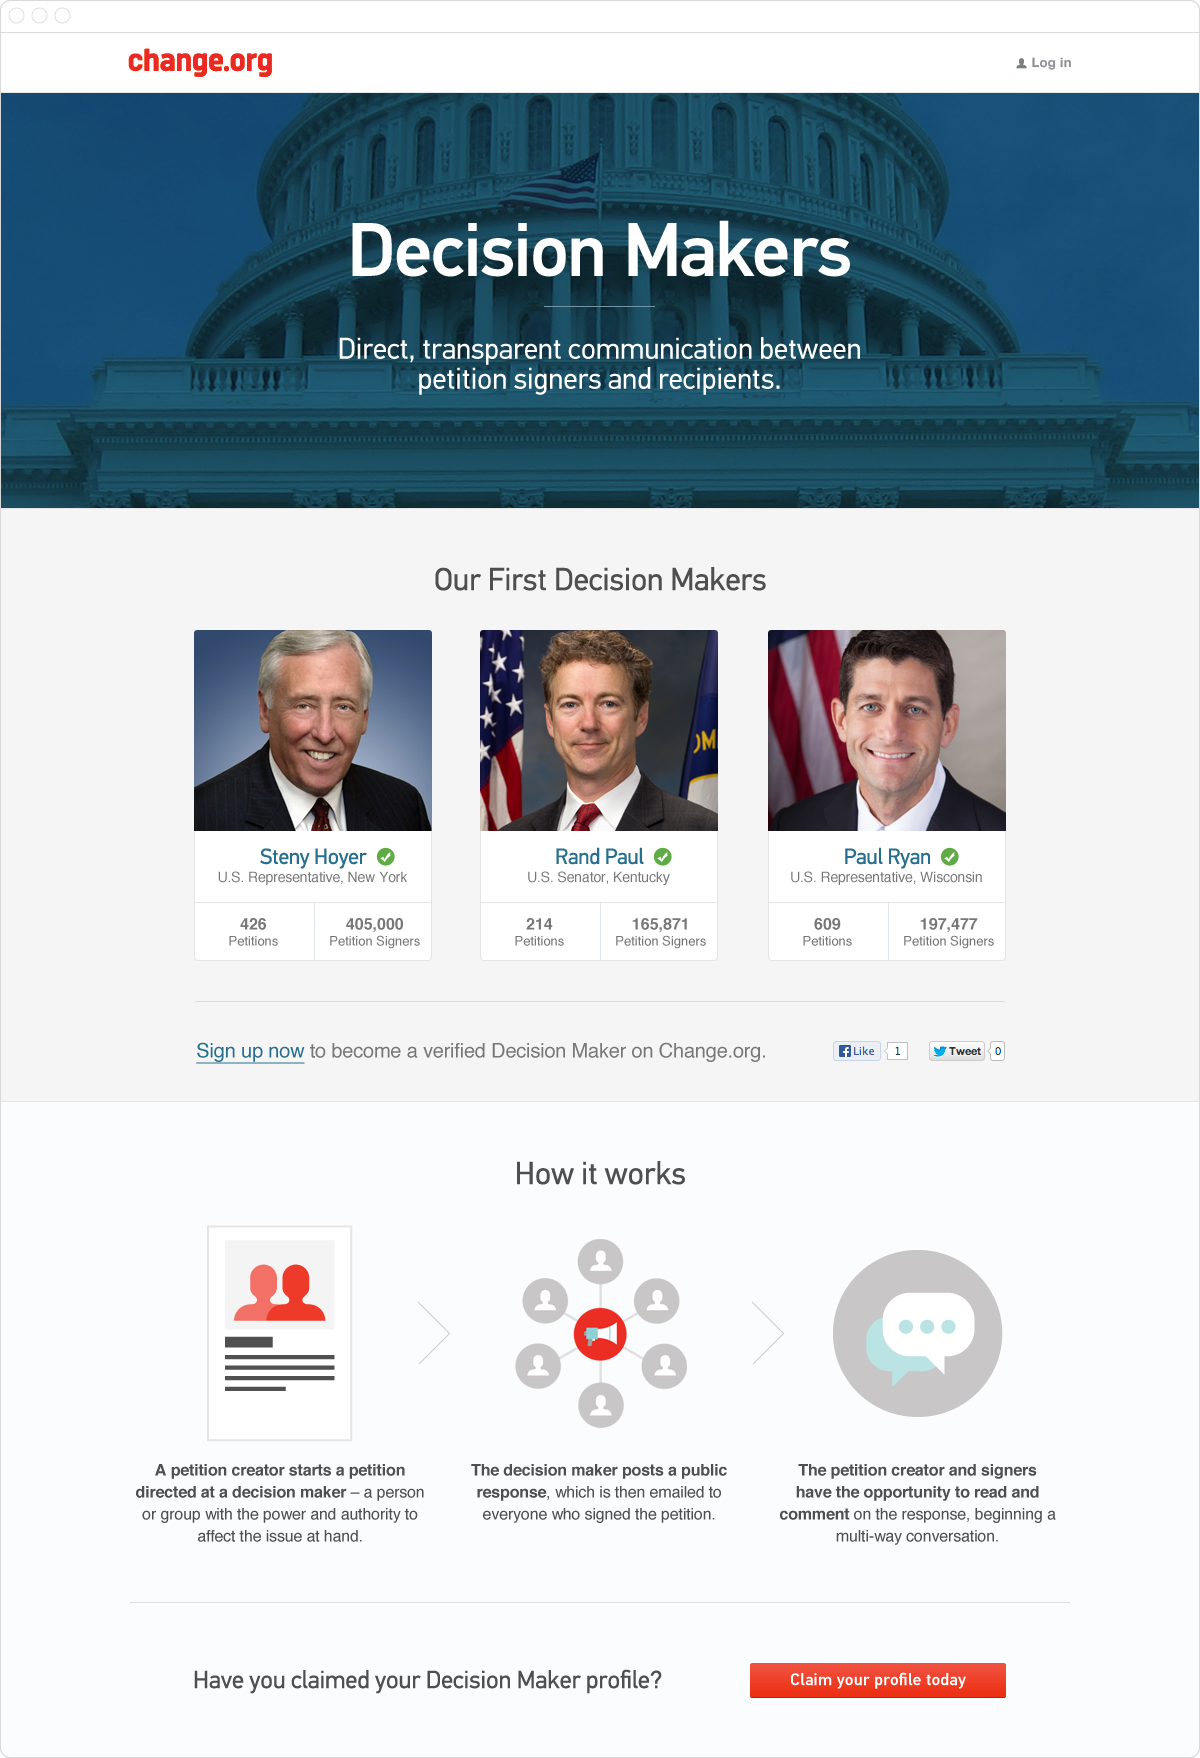 change.org
Log in
Decision Makers
Direct, transparent communication between
petition signers and recipients.
Our First Decision Makers
OM
Steny Hoyer
U.S. Representative, New York
426
Petitions
405,000
Petition Signers
Rand Paul
U.S. Senator, Kentucky
214
Petitions
165,871
Petition Signers
Paul Ryan
U.S. Representative, Wisconsin
609
Petitions
197,477
Petition Signers
Sign up now to become a verified Decision Maker on Change.org.
Like 1
Tweet 0
How it works
A petition creator starts a petition
directed at a decision maker – a person
or group with the power and authority to
affect the issue at hand.
The decision maker posts a public
response, which is then emailed to
everyone who signed the petition.
The petition creator and signers
have the opportunity to read and
comment on the response, beginning a
multi-way conversation.
Have you claimed your Decision Maker profile?
Claim your profile today